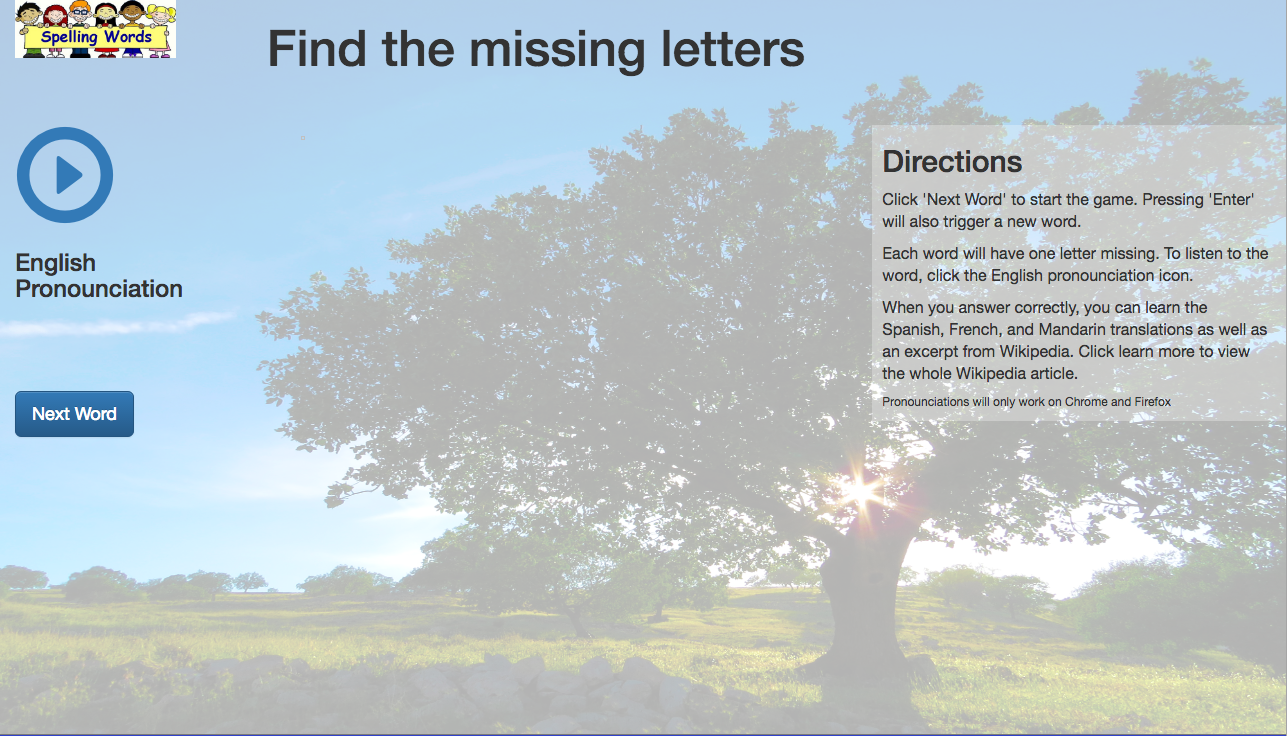 Spelling Words
Find the missing letters
Directions
Click 'Next Word' to start the game. Pressing 'Enter'
will also trigger a new word.
Each word will have one letter missing. To listen to the
word, click the English pronounciation icon.
When you answer correctly, you can learn the
Spanish, French, and Mandarin translations as well as
an excerpt from Wikipedia. Click learn more to view
the whole Wikipedia article.
Pronounciations will only work on Chrome and Firefox
English
Pronounciation
Next Word